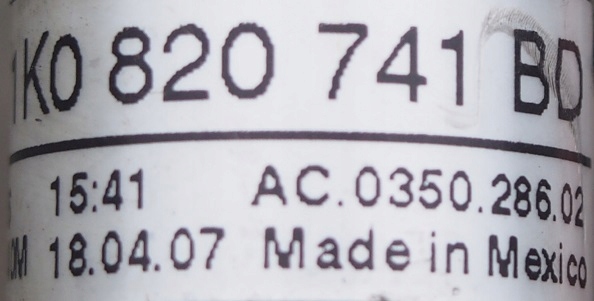 1K0 820 741 BD
15:41 AC.0350.286.02
18.04.07 Made in Mexico